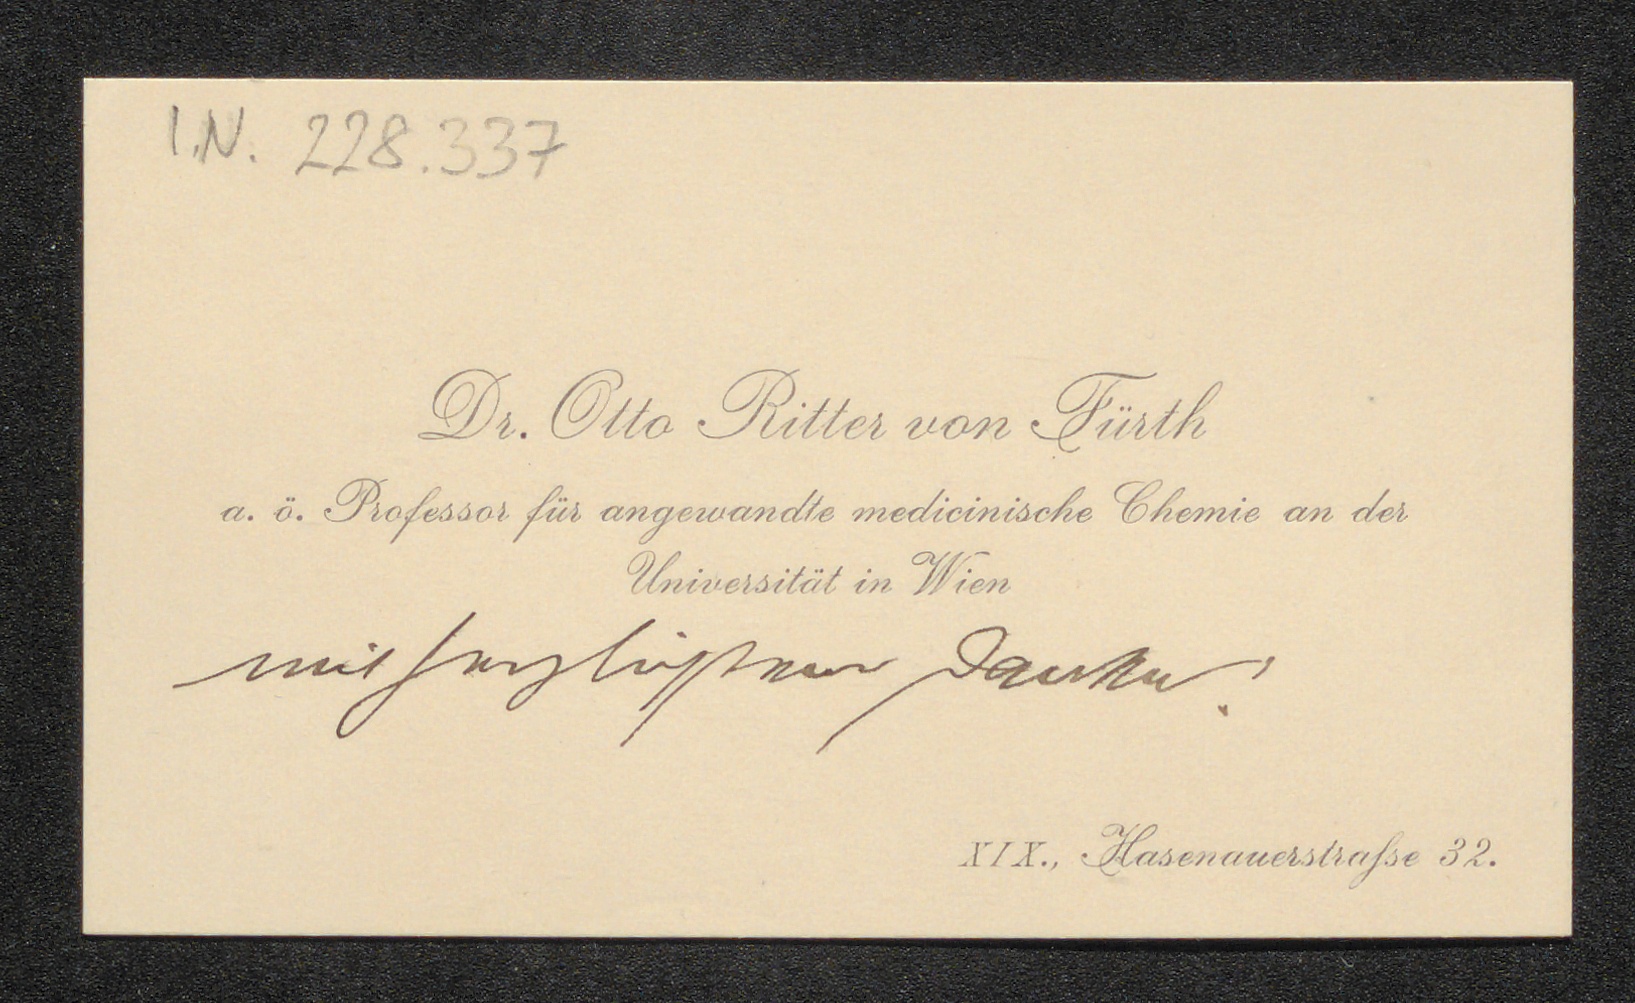 I.N. 228.337
Dr. Otto Ritter von Fürth
a. ö. Professor für angewandte medicinische Chemie an der
Universität in Wien
mit herzlichstem Danke!
XIX., Hasenauerstraſse 32.